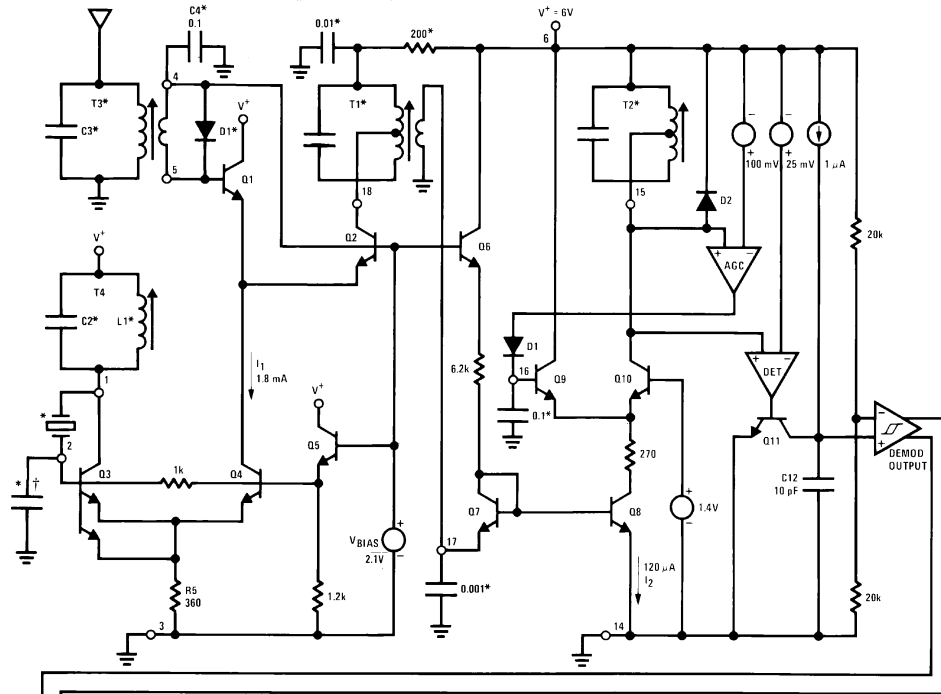 C4*
0.1
0.01*
200*
V+ = 6V
6
4
T3*
C3*
D1*
V+
T1*
T2*
100 mV
25 mV
1 µA
5
Q1
18
15
D2
V+
Q2
Q6
20k
AGC
T4
C2*
L1*
I1
1.8 mA
6.2k
D1
1
16
Q9
Q10
DET
V+
0.1*
*
2
Q5
Q11
DEMOD
OUTPUT
* †
Q3
1k
Q4
270
C12
10 pF
Q7
Q8
1.4V
VBIAS
2.1V
17
R5
360
1.2k
0.001*
120 µA
I2
20k
3
14